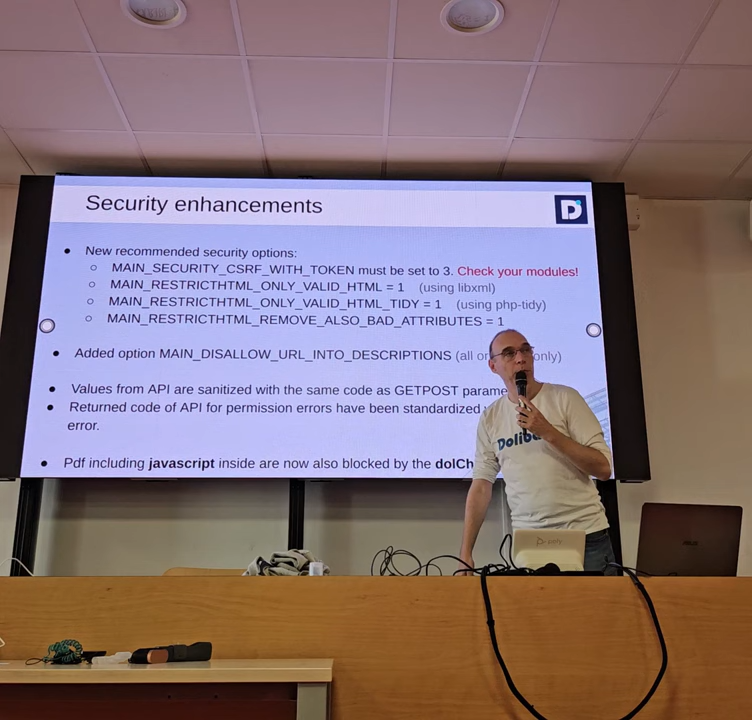 Security enhancements
D
● New recommended security options:
○ MAIN_SECURITY_CSRF_WITH_TOKEN must be set to 3. Check your modules!
○ MAIN_RESTRICTHTML_ONLY_VALID_HTML = 1 (using libxml)
○ MAIN_RESTRICTHTML_ONLY_VALID_HTML_TIDY = 1 (using php-tidy)
○ MAIN_RESTRICTHTML_REMOVE_ALSO_BAD_ATTRIBUTES = 1
● Added option MAIN_DISALLOW_URL_INTO_DESCRIPTIONS (all or only)
● Values from API are sanitized with the same code as GETPOST
● Returned code of API for permission errors have been standardized
error.
● Pdf including javascript inside are now also blocked by the
ASUS